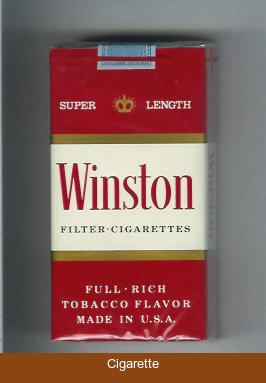 SUPER LENGTH
Winston
FILTER-CIGARETTES
FULL · RICH
TOBACCO FLAVOR
MADE IN U.S.A.
Cigarette